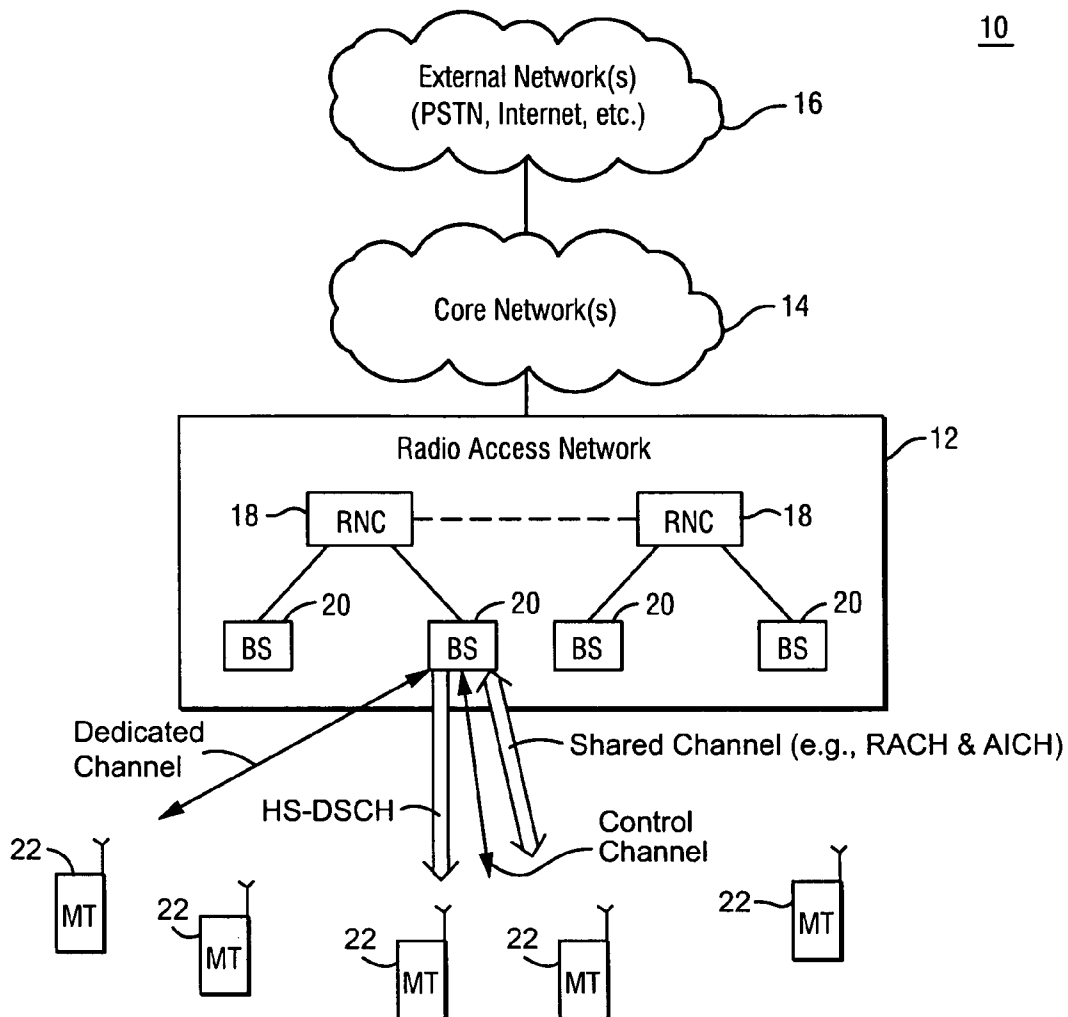 10
External Network(s)
(PSTN, Internet, etc.)
16
Core Network(s)
14
Radio Access Network
12
18
RNC
RNC
18
20
20
20
20
BS
BS
BS
BS
Dedicated
Channel
Shared Channel (e.g., RACH & AICH)
HS-DSCH
Control
Channel
22
MT
22
MT
22
MT
22
MT
22
MT